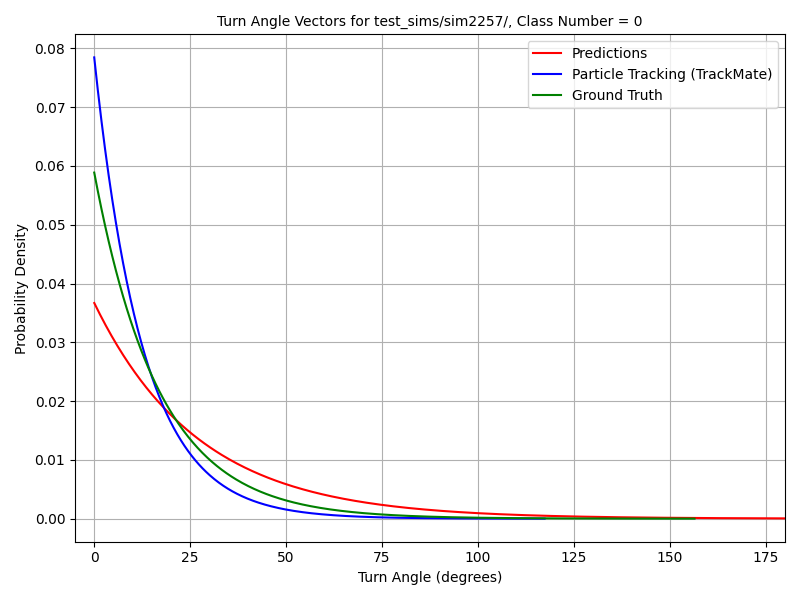 Turn Angle Vectors for test_sims/sim2257/, Class Number = 0
Predictions
Particle Tracking (TrackMate)
Ground Truth
Probability Density
0.08
0.07
0.06
0.05
0.04
0.03
0.02
0.01
0.00
0 25 50 75 100 125 150 175
Turn Angle (degrees)